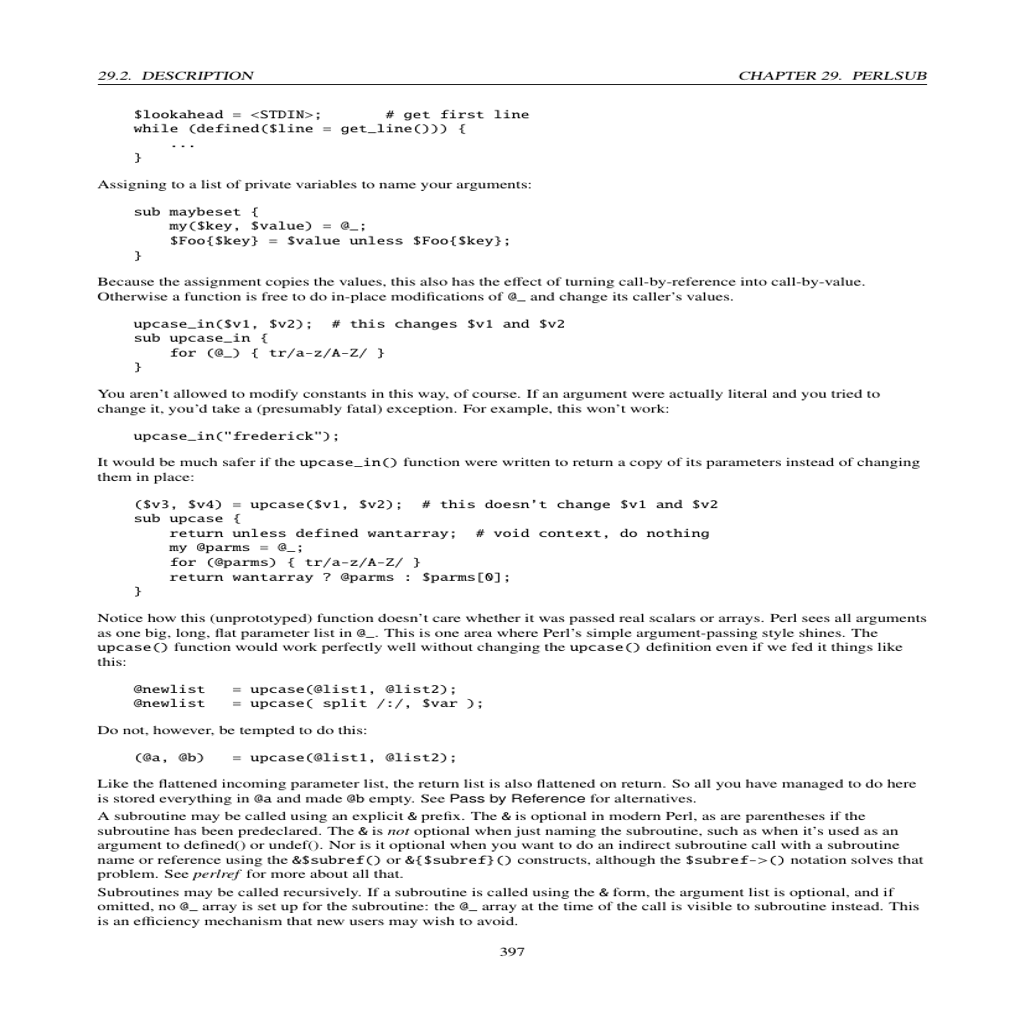 29.2. DESCRIPTION CHAPTER 29. PERLSUB
$lookahead = <STDIN>; # get first line
while (defined($line = get_line())) {
...
}
Assigning to a list of private variables to name your arguments:
sub maybeset {
my($key, $value) = @_;
$Foo{$key} = $value unless $Foo{$key};
}
Because the assignment copies the values, this also has the effect of turning call-by-reference into call-by-value.
Otherwise a function is free to do in-place modifications of @_ and change its caller's values.
upcase_in($v1, $v2); # this changes $v1 and $v2
sub upcase_in {
for (@_) { tr/a-z/A-Z/ }
}
You aren't allowed to modify constants in this way, of course. If an argument were actually literal and you tried to
change it, you'd take a (presumably fatal) exception. For example, this won't work:
upcase_in("frederick");
It would be much safer if the upcase_in() function were written to return a copy of its parameters instead of changing
them in place:
($v3, $v4) = upcase($v1, $v2); # this doesn't change $v1 and $v2
sub upcase {
return unless defined wantarray; # void context, do nothing
my @parms = @_;
for (@parms) { tr/a-z/A-Z/ }
return wantarray ? @parms : $parms[0];
}
Notice how this (unprototyped) function doesn't care whether it was passed real scalars or arrays. Perl sees all arguments
as one big, long, flat parameter list in @_. This is one area where Perl's simple argument-passing style shines. The
upcase() function would work perfectly well without changing the upcase() definition even if we fed it things like
this:
@newlist = upcase(@list1, @list2);
@newlist = upcase( split /:/, $var );
Do not, however, be tempted to do this:
(@a, @b) = upcase(@list1, @list2);
Like the flattened incoming parameter list, the return list is also flattened on return. So all you have managed to do here
is stored everything in @a and made @b empty. See Pass by Reference for alternatives.
A subroutine may be called using an explicit & prefix. The & is optional in modern Perl, as are parentheses if the
subroutine has been predeclared. The & is not optional when just naming the subroutine, such as when it's used as an
argument to defined() or undef(). Nor is it optional when you want to do an indirect subroutine call with a subroutine
name or reference using the &$subref() or &{$subref}() constructs, although the $subref->() notation solves that
problem. See perlref for more about all that.
Subroutines may be called recursively. If a subroutine is called using the & form, the argument list is optional, and if
omitted, no @_ array is set up for the subroutine: the @_ array at the time of the call is visible to subroutine instead. This
is an efficiency mechanism that new users may wish to avoid.
397